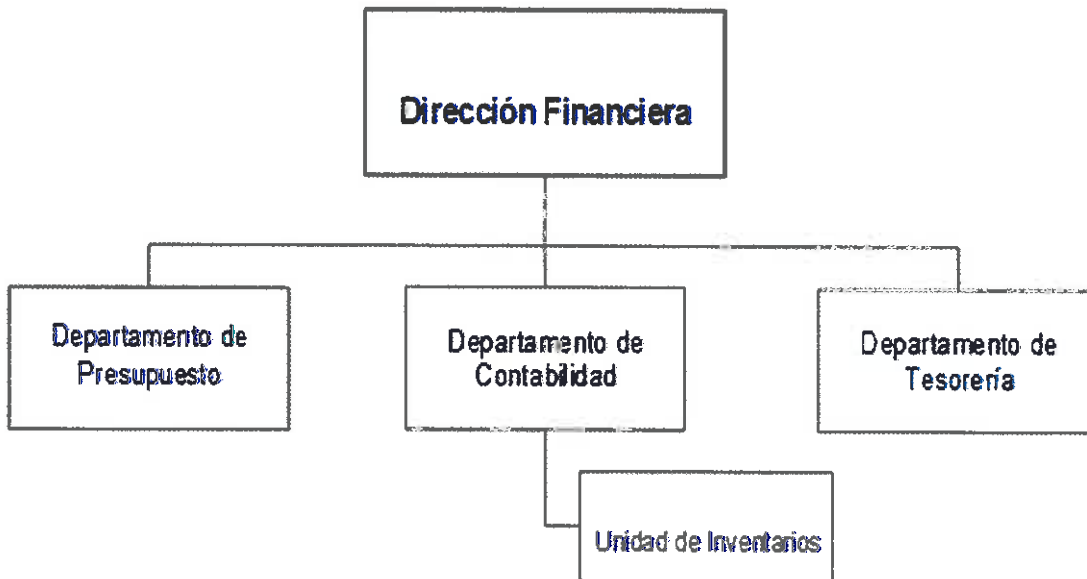 Dirección Financiera
Departamento de
Presupuesto
Departamento de
Contabilidad
Departamento de
Tesorería
Unidad de Inventarios